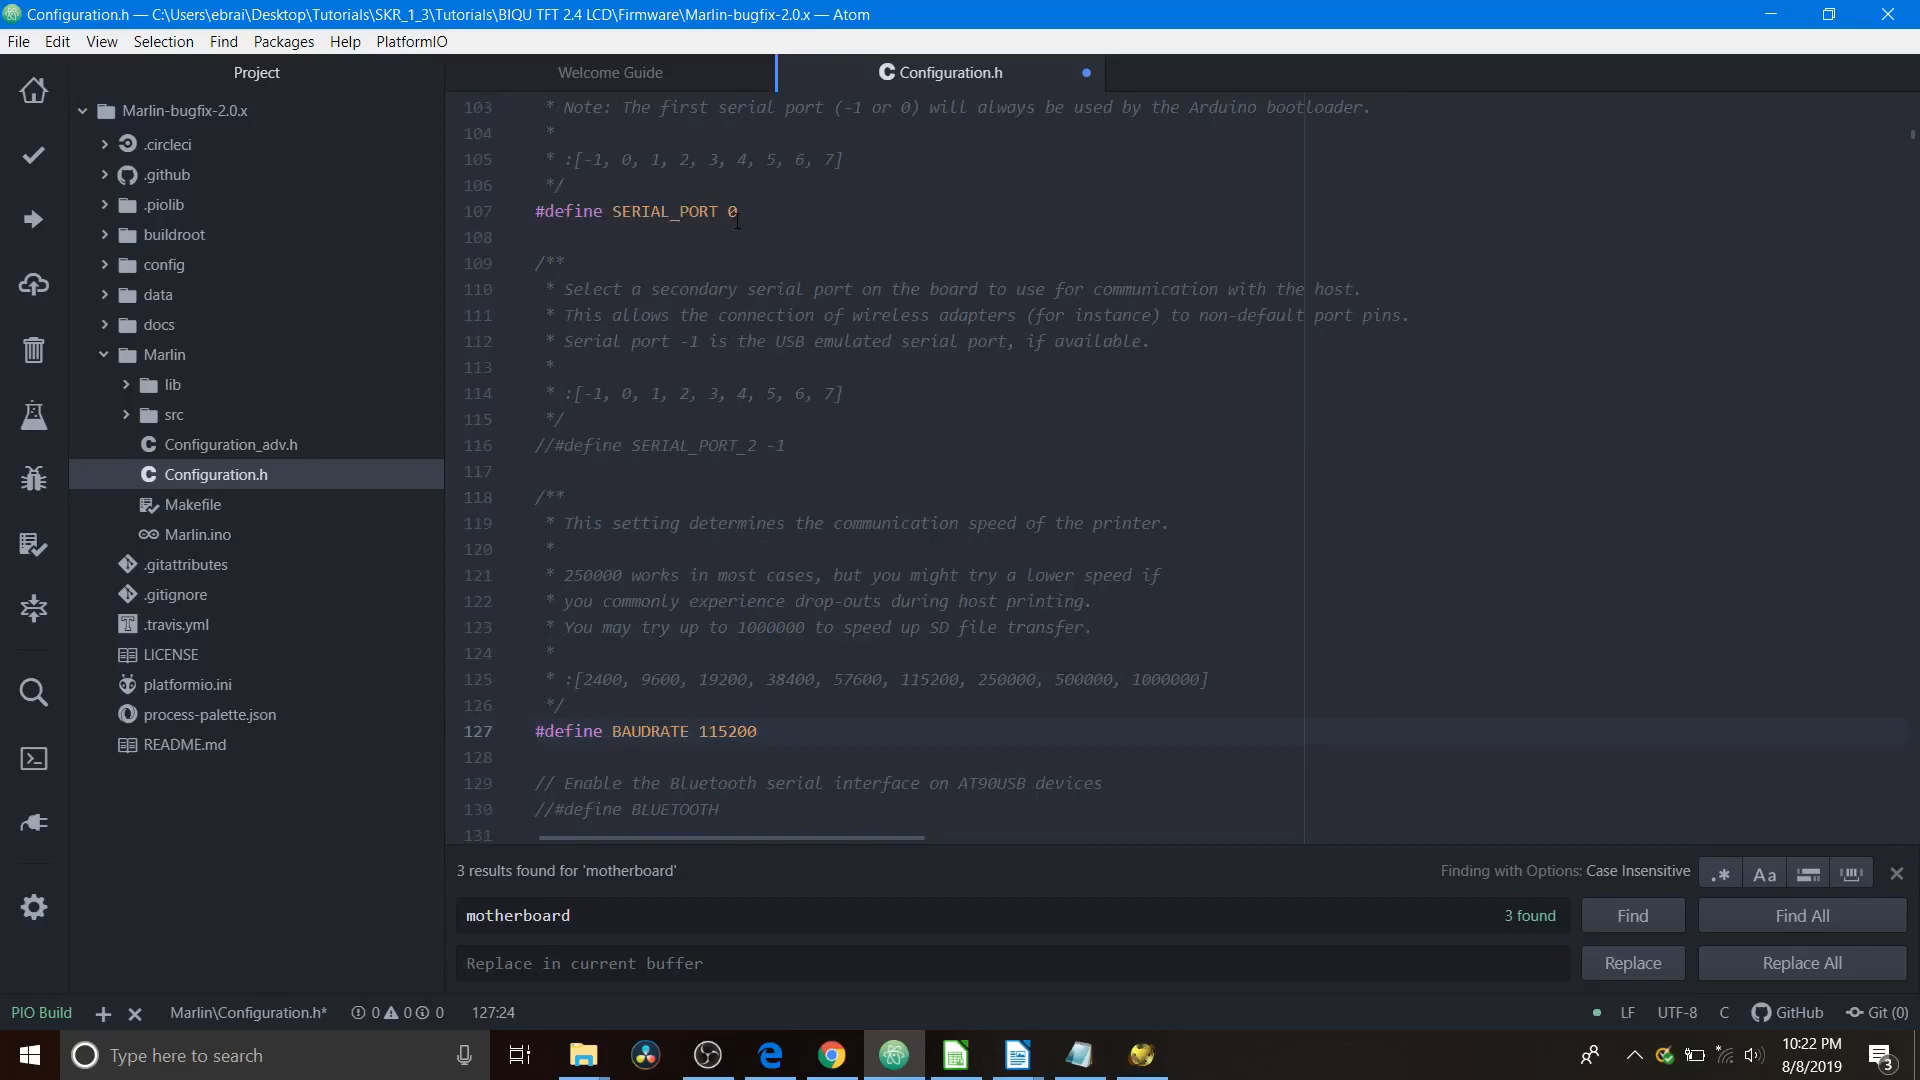 Configuration.h — C:\Users\ebrai\Desktop\Tutorials\SKR_1_3\Tutorials\BIQU TFT 2.4 LCD\Firmware\Marlin-bugfix-2.0.x — Atom
File Edit View Selection Find Packages Help PlatformIO
Project
Welcome Guide
Configuration.h
Marlin-bugfix-2.0.x
.circleci
.github
.piolib
buildroot
config
data
docs
Marlin
lib
src
Configuration_adv.h
Configuration.h
Makefile
Marlin.ino
.gitattributes
.gitignore
.travis.yml
LICENSE
platformio.ini
process-palette.json
README.md
103 * Note: The first serial port (-1 or 0) will always be used by the Arduino bootloader.
104 *
105 * :[-1, 0, 1, 2, 3, 4, 5, 6, 7]
106 */
107 #define SERIAL_PORT 0
108
109 /**
110 * Select a secondary serial port on the board to use for communication with the host.
111 * This allows the connection of wireless adapters (for instance) to non-default port pins.
112 * Serial port -1 is the USB emulated serial port, if available.
113 *
114 * :[-1, 0, 1, 2, 3, 4, 5, 6, 7]
115 */
116 //#define SERIAL_PORT_2 -1
117
118 /**
119 * This setting determines the communication speed of the printer.
120 *
121 * 250000 works in most cases, but you might try a lower speed if
122 * you commonly experience drop-outs during host printing.
123 * You may try up to 1000000 to speed up SD file transfer.
124 *
125 * :[2400, 9600, 19200, 38400, 57600, 115200, 250000, 500000, 1000000]
126 */
127 #define BAUDRATE 115200
128
129 // Enable the Bluetooth serial interface on AT90USB devices
130 //#define BLUETOOTH
131
3 results found for 'motherboard'
Finding with Options: Case Insensitive
.* Aa
motherboard
3 found
Find
Find All
Replace in current buffer
Replace
Replace All
PIO Build
Marlin\Configuration.h*
0 0 0
127:24
LF UTF-8 C GitHub Git (0)
Type here to search
10:22 PM
8/8/2019
3